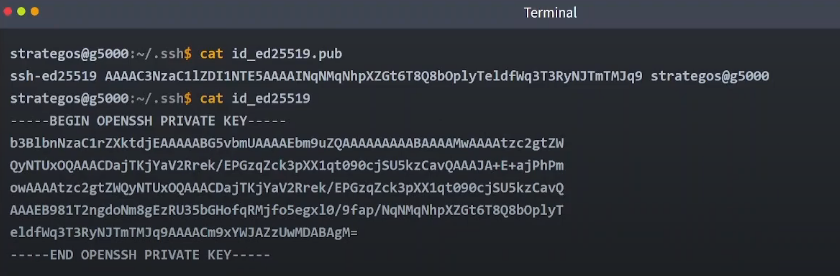 Terminal
strategos@g5000:~/.ssh$ cat id_ed25519.pub
ssh-ed25519 AAAAC3NzaC1lZDI1NTE5AAAAINqNMqNhpXZGt6T8Q8bOplyTeldfWq3T3RyNJTmTMJq9 strategos@g5000
strategos@g5000:~/.ssh$ cat id_ed25519
-----BEGIN OPENSSH PRIVATE KEY-----
b3BlbnNzaC1rZXktdjEAAAAABG5vbmUAAAAEbm9uZQAAAAAAAAABAAAAMwAAAAtzc2gtZW
QyNTUxOQAAACDajTKjYaV2Rrek/EPGzqZck3pXX1qt090cjSU5kzCavQAAAJA+E+ajPhPm
owAAAAtzc2gtZWQyNTUxOQAAACDajTKjYaV2Rrek/EPGzqZck3pXX1qt090cjSU5kzCavQ
AAAEB981T2ngdoNm8gEzRU35bGHofqRMjfo5egxl0/9fap/NqNMqNhpXZGt6T8Q8bOplyT
eldfWq3T3RyNJTmTMJq9AAAACm9xYWJAZzUwMDABAgM=
-----END OPENSSH PRIVATE KEY-----